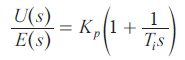 U(s)/E(s) = K_p(1 + 1/(T_i s))